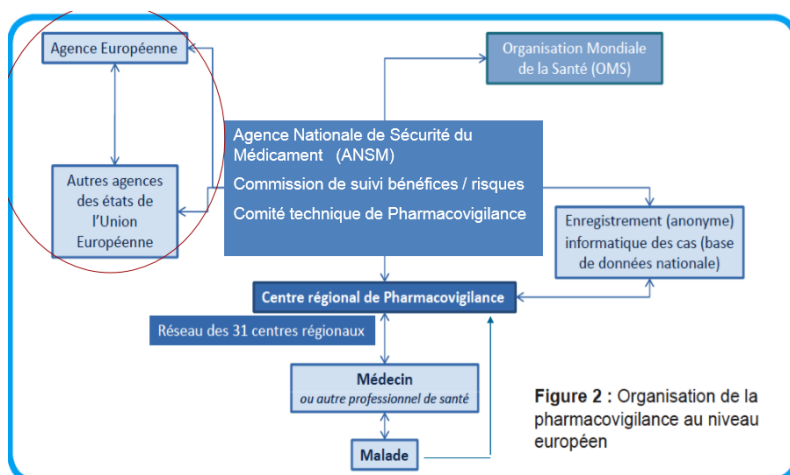 Agence Européenne
Organisation Mondiale
de la Santé (OMS)
Agence Nationale de Sécurité du
Médicament (ANSM)
Commission de suivi bénéfices / risques
Comité technique de Pharmacovigilance
Autres agences
des états de
l'Union
Européenne
Enregistrement (anonyme)
informatique des cas (base
de données nationale)
Centre régional de Pharmacovigilance
Réseau des 31 centres régionaux
Médecin
ou autre professionnel de santé
Malade
Figure 2 : Organisation de la
pharmacovigilance au niveau
européen